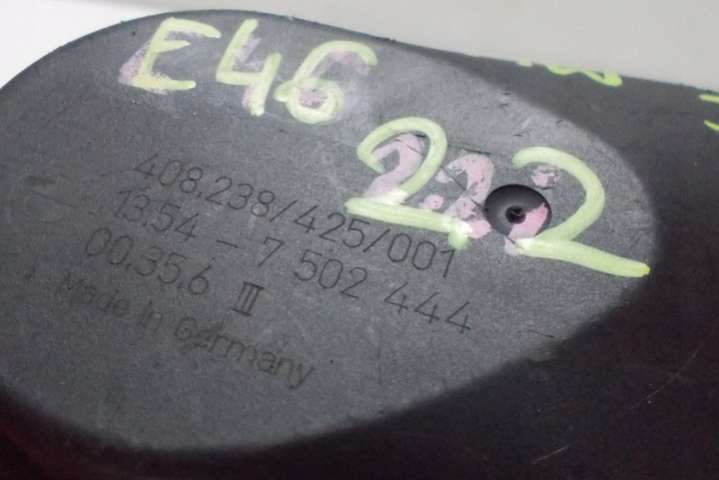 E46
2.2
408.238/425/001
13.54 - 7 502 444
00.35.6 III
Made in Germany